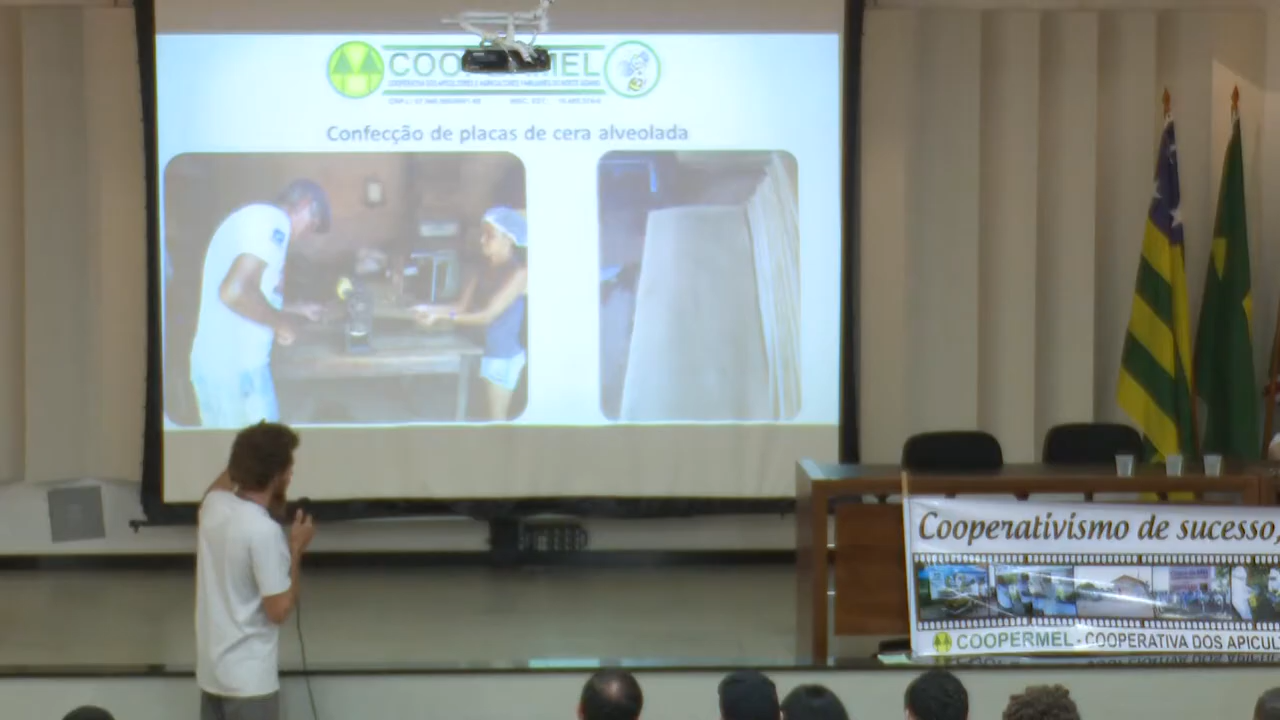 COOPERMEL
Confecção de placas de cera alveolada
Cooperativismo de sucesso,
COOPERMEL - COOPERATIVA DOS APICULT